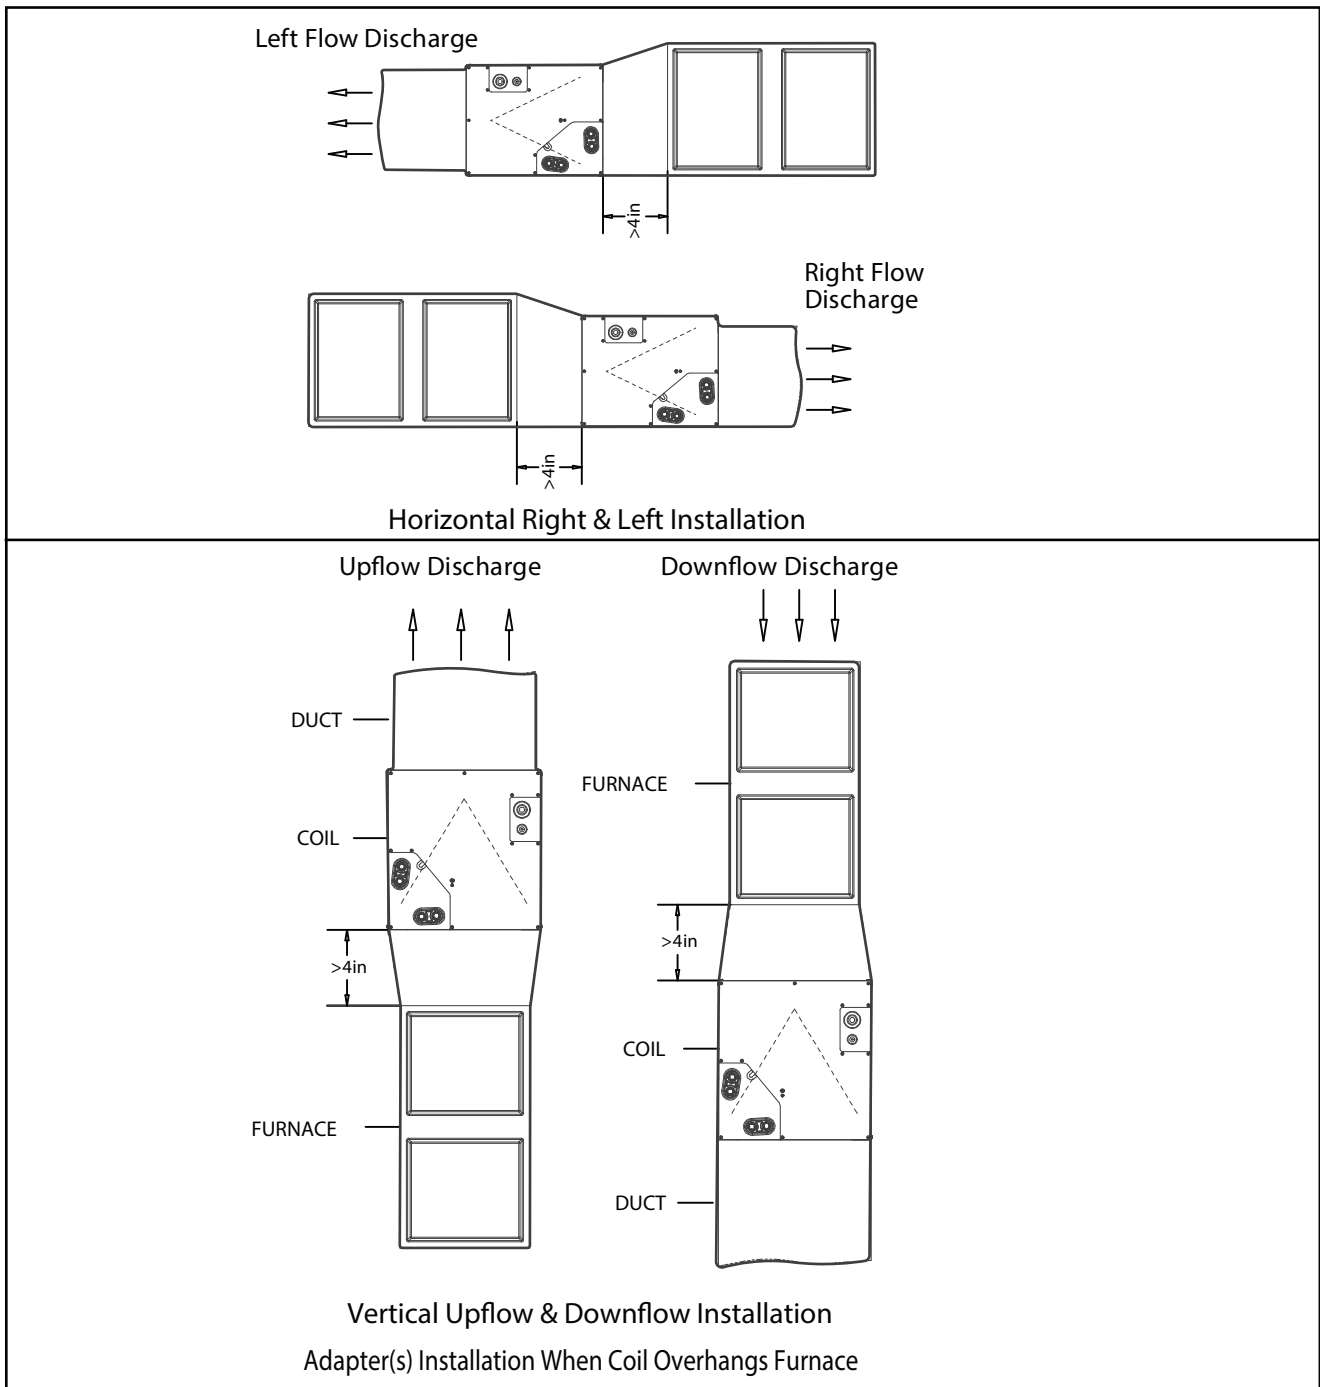 Left Flow Discharge
>4in
Right Flow
Discharge
>4in
Horizontal Right & Left Installation
Upflow Discharge
Downflow Discharge
DUCT
FURNACE
COIL
>4in
>4in
COIL
FURNACE
DUCT
Vertical Upflow & Downflow Installation
Adapter(s) Installation When Coil Overhangs Furnace